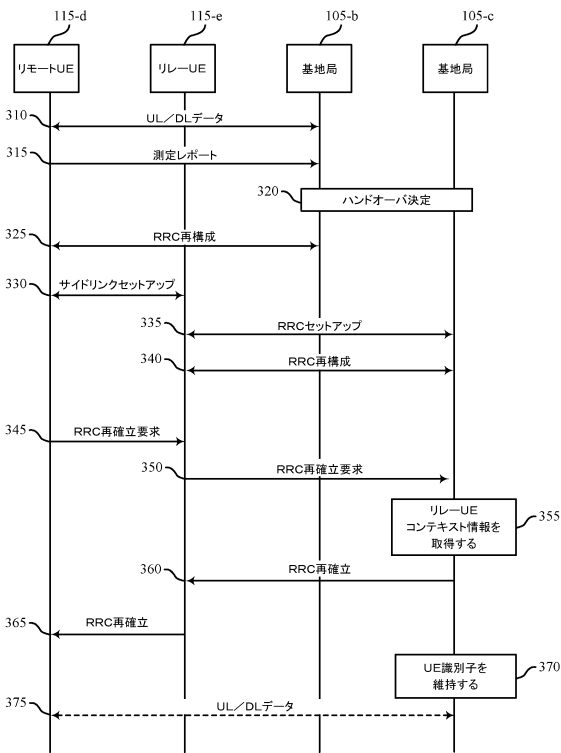 115-d
115-e
105-b
105-c
リモートUE
リレーUE
基地局
基地局
310
UL/DLデータ
315
測定レポート
320
ハンドオーバ決定
325
RRC再構成
330
サイドリンクセットアップ
335
RRCセットアップ
340
RRC再構成
345
RRC再確立要求
350
RRC再確立要求
リレーUE
コンテキスト情報を
取得する
355
360
RRC再確立
365
RRC再確立
UE識別子を
維持する
370
375
UL/DLデータ